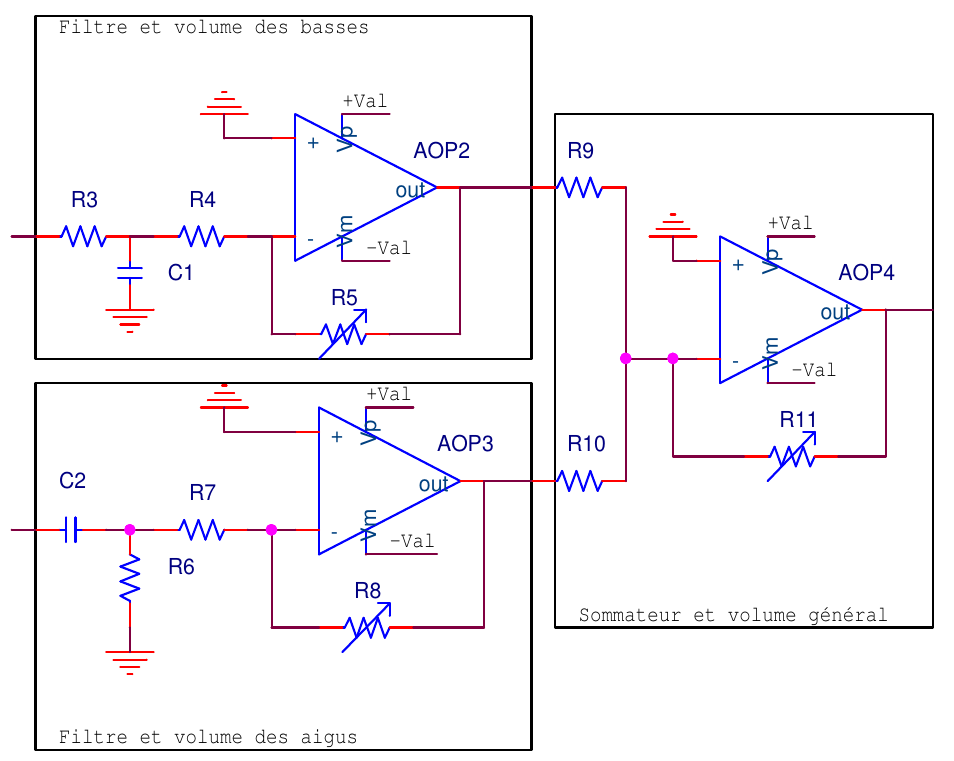 Filtre et volume des basses
+Val
AOP2
+
Vp
out
R3
R4
-
Vm
-Val
C1
R5
R9
+Val
AOP4
+
Vp
out
-
Vm
-Val
R11
R10
Sommateur et volume général
+Val
AOP3
+
Vp
out
C2
R7
-
Vm
-Val
R6
R8
Filtre et volume des aigus